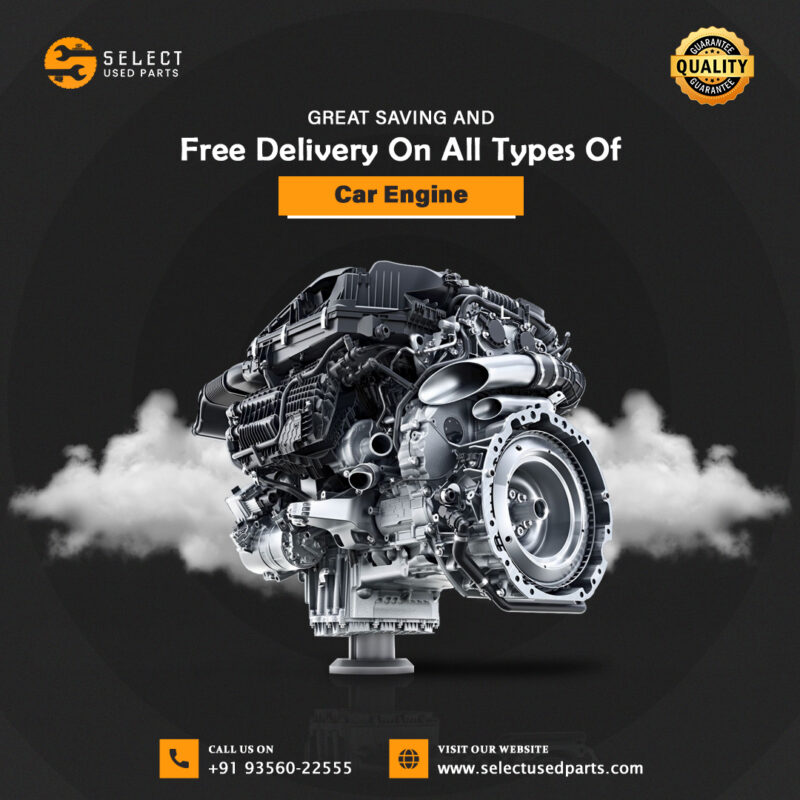 SELECT
USED PARTS
GUARANTEE
QUALITY
GUARANTEE
GREAT SAVING AND
Free Delivery On All Types Of
Car Engine
CALL US ON
+91 93560-22555
VISIT OUR WEBSITE
www.selectusedparts.com